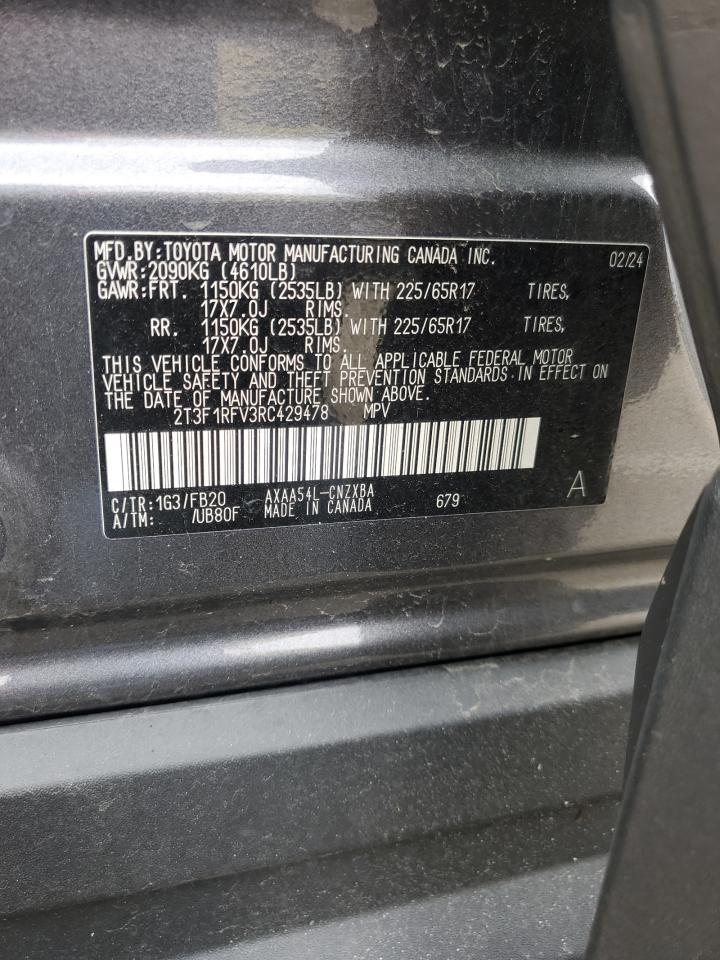 MFD.BY:TOYOTA MOTOR MANUFACTURING CANADA INC. 02/24
GVWR:2090KG (4610LB)
GAWR:FRT. 1150KG (2535LB) WITH 225/65R17 TIRES,
17X7.0J RIMS.
RR. 1150KG (2535LB) WITH 225/65R17 TIRES,
17X7.0J RIMS.
THIS VEHICLE CONFORMS TO ALL APPLICABLE FEDERAL MOTOR
VEHICLE SAFETY AND THEFT PREVENTION STANDARDS IN EFFECT ON
THE DATE OF MANUFACTURE SHOWN ABOVE.
2T3F1RFV3RC429478 MPV
C/TR:1G3/FB20 AXAA54L-CNZXBA 679 A
A/TM: /UB80F MADE IN CANADA